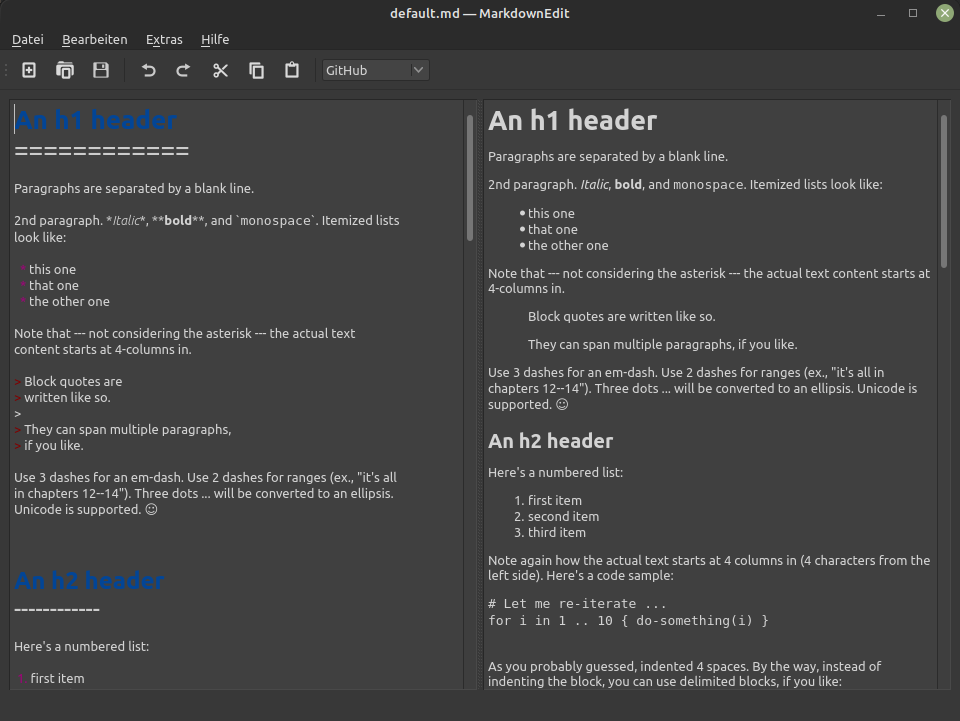 default.md — MarkdownEdit
Datei Bearbeiten Extras Hilfe
GitHub
An h1 header
============
Paragraphs are separated by a blank line.
2nd paragraph. *Italic*, **bold**, and `monospace`. Itemized lists
look like:
* this one
* that one
* the other one
Note that --- not considering the asterisk --- the actual text
content starts at 4-columns in.
> Block quotes are
> written like so.
>
> They can span multiple paragraphs,
> if you like.
Use 3 dashes for an em-dash. Use 2 dashes for ranges (ex., "it's all
in chapters 12--14"). Three dots ... will be converted to an ellipsis.
Unicode is supported. ☺
An h2 header
------------
Here's a numbered list:
first item
An h1 header
Paragraphs are separated by a blank line.
2nd paragraph. Italic, bold, and monospace. Itemized lists look like:
• this one
• that one
• the other one
Note that --- not considering the asterisk --- the actual text content starts at
4-columns in.
Block quotes are written like so.
They can span multiple paragraphs, if you like.
Use 3 dashes for an em-dash. Use 2 dashes for ranges (ex., "it's all in
chapters 12--14"). Three dots ... will be converted to an ellipsis. Unicode is
supported. ☺
An h2 header
Here's a numbered list:
1. first item
2. second item
3. third item
Note again how the actual text starts at 4 columns in (4 characters from the
left side). Here's a code sample:
# Let me re-iterate ...
for i in 1 .. 10 { do-something(i) }
As you probably guessed, indented 4 spaces. By the way, instead of
indenting the block, you can use delimited blocks, if you like: